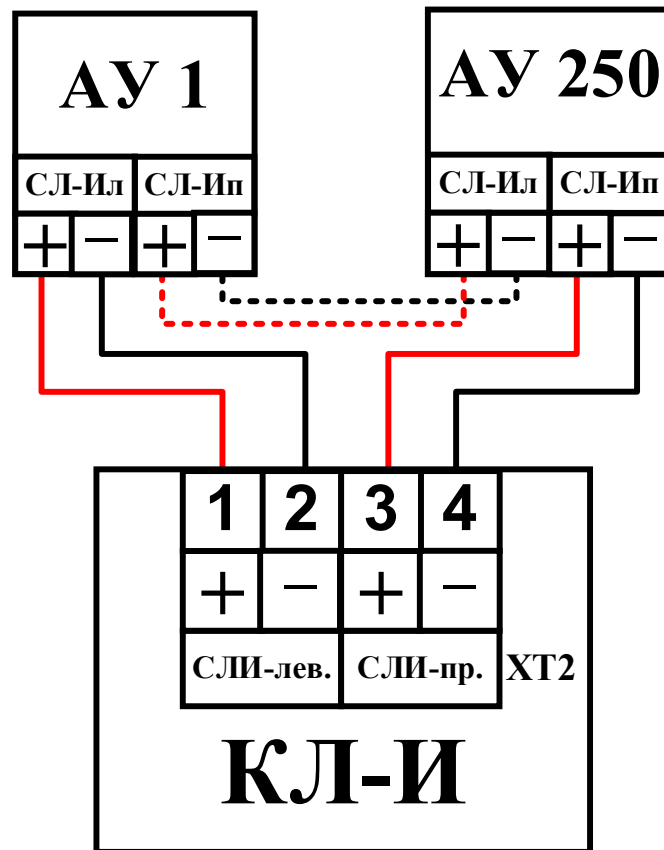 АУ 1
АУ 250
СЛ-Ил СЛ-Ип
СЛ-Ил СЛ-Ип
+ − + −
+ − + −
1 2 3 4
+ − + −
СЛИ-лев. СЛИ-пр. ХТ2
КЛ-И